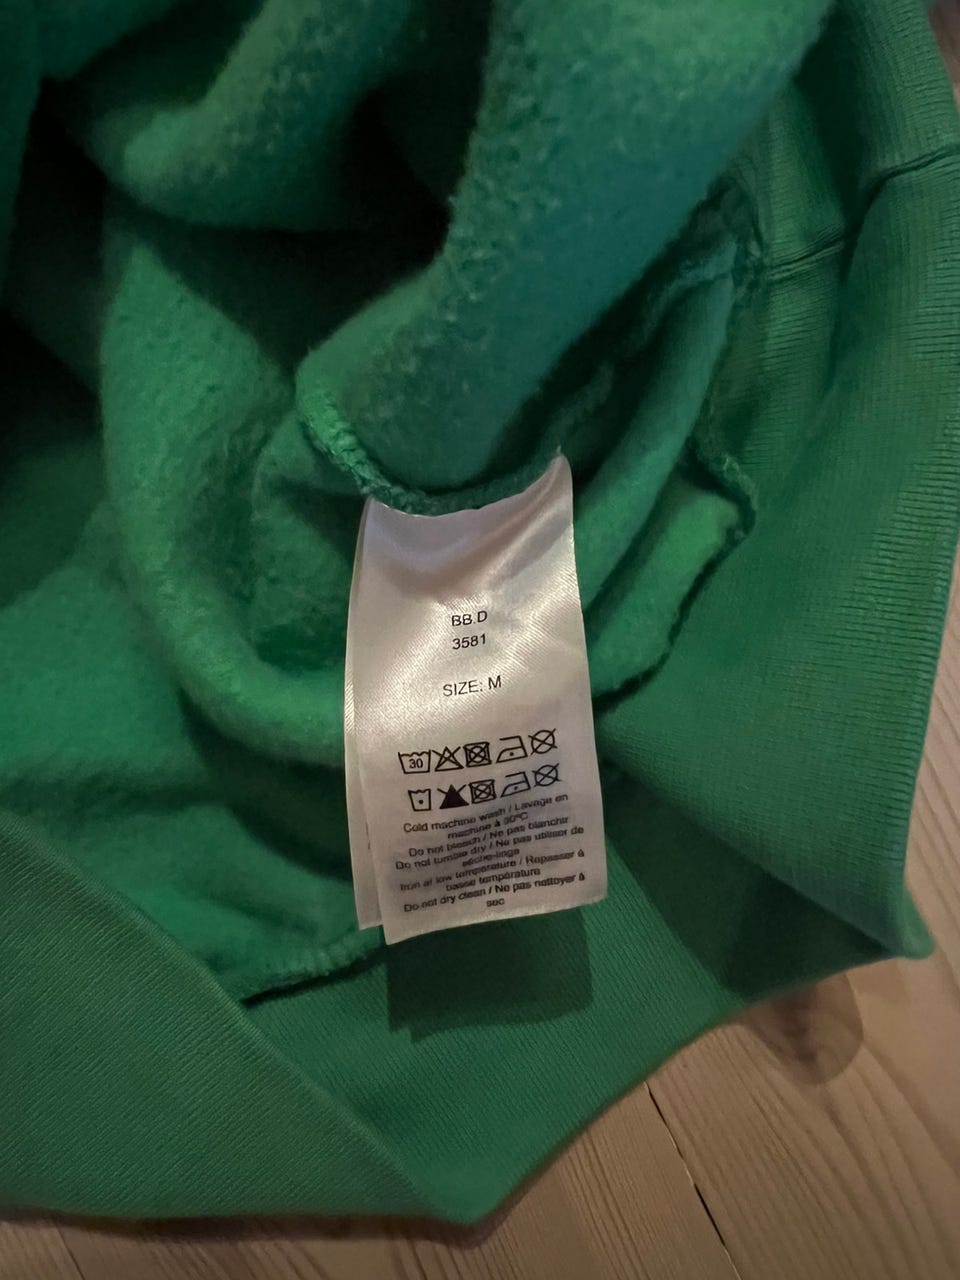 BB.D
3581
SIZE: M
30
Cold machine wash / Lavage en
machine à 30°C
Do not bleach / Ne pas blanchir
Do not tumble dry / Ne pas utiliser de
sèche-linge
Iron at low temperature / Repasser à
basse température
Do not dry clean / Ne pas nettoyer à
sec